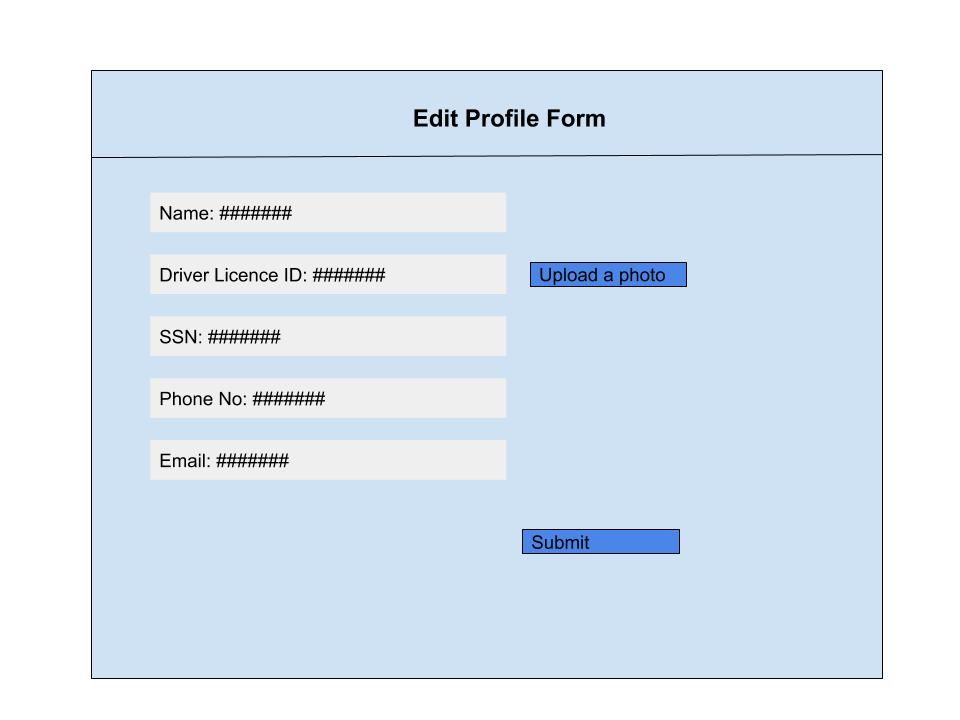 Edit Profile Form
Name: #######
Driver Licence ID: #######
Upload a photo
SSN: #######
Phone No: #######
Email: #######
Submit